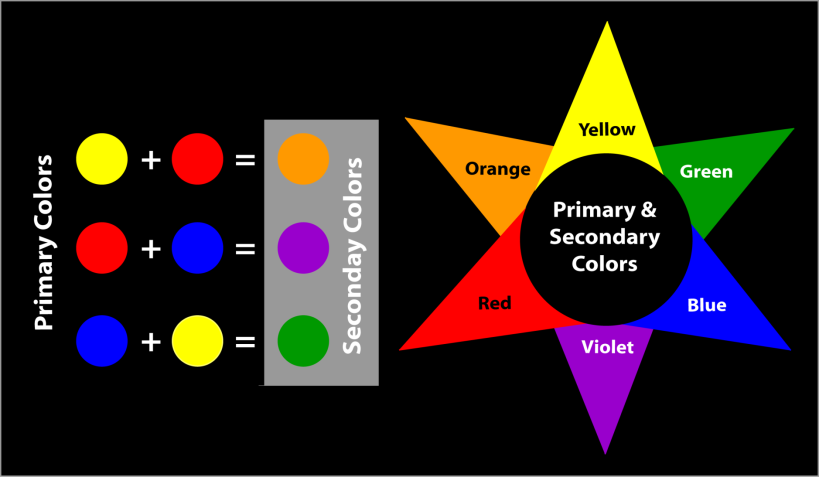 Primary Colors
+ =
+ =
+ =
Seconday Colors
Yellow
Orange
Green
Primary &
Secondary
Colors
Red
Blue
Violet